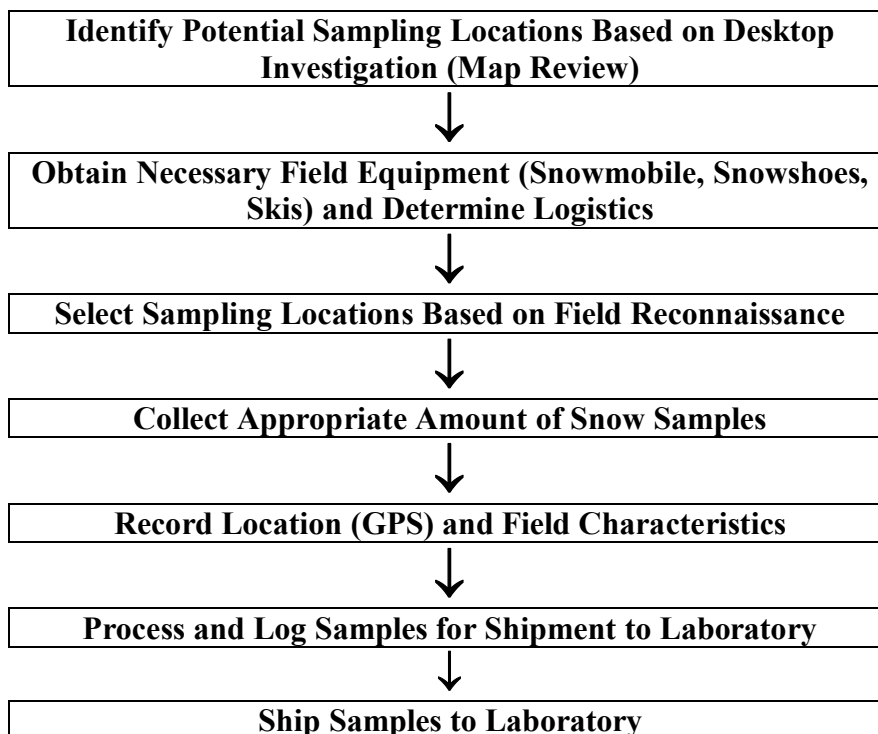 Identify Potential Sampling Locations Based on Desktop
Investigation (Map Review)
Obtain Necessary Field Equipment (Snowmobile, Snowshoes,
Skis) and Determine Logistics
Select Sampling Locations Based on Field Reconnaissance
Collect Appropriate Amount of Snow Samples
Record Location (GPS) and Field Characteristics
Process and Log Samples for Shipment to Laboratory
Ship Samples to Laboratory